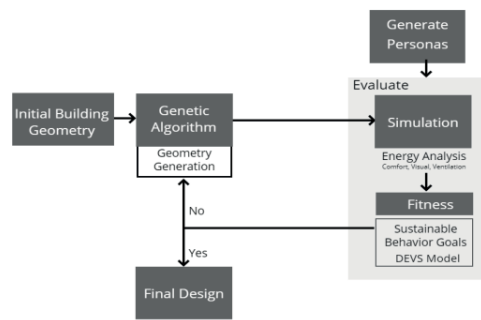 Generate
Personas
Evaluate
Initial Building
Geometry
Genetic
Algorithm
Geometry
Generation
Simulation
Energy Analysis
Comfort, Visual, Ventilation
Fitness
Sustainable
Behavior Goals
DEVS Model
No
Yes
Final Design